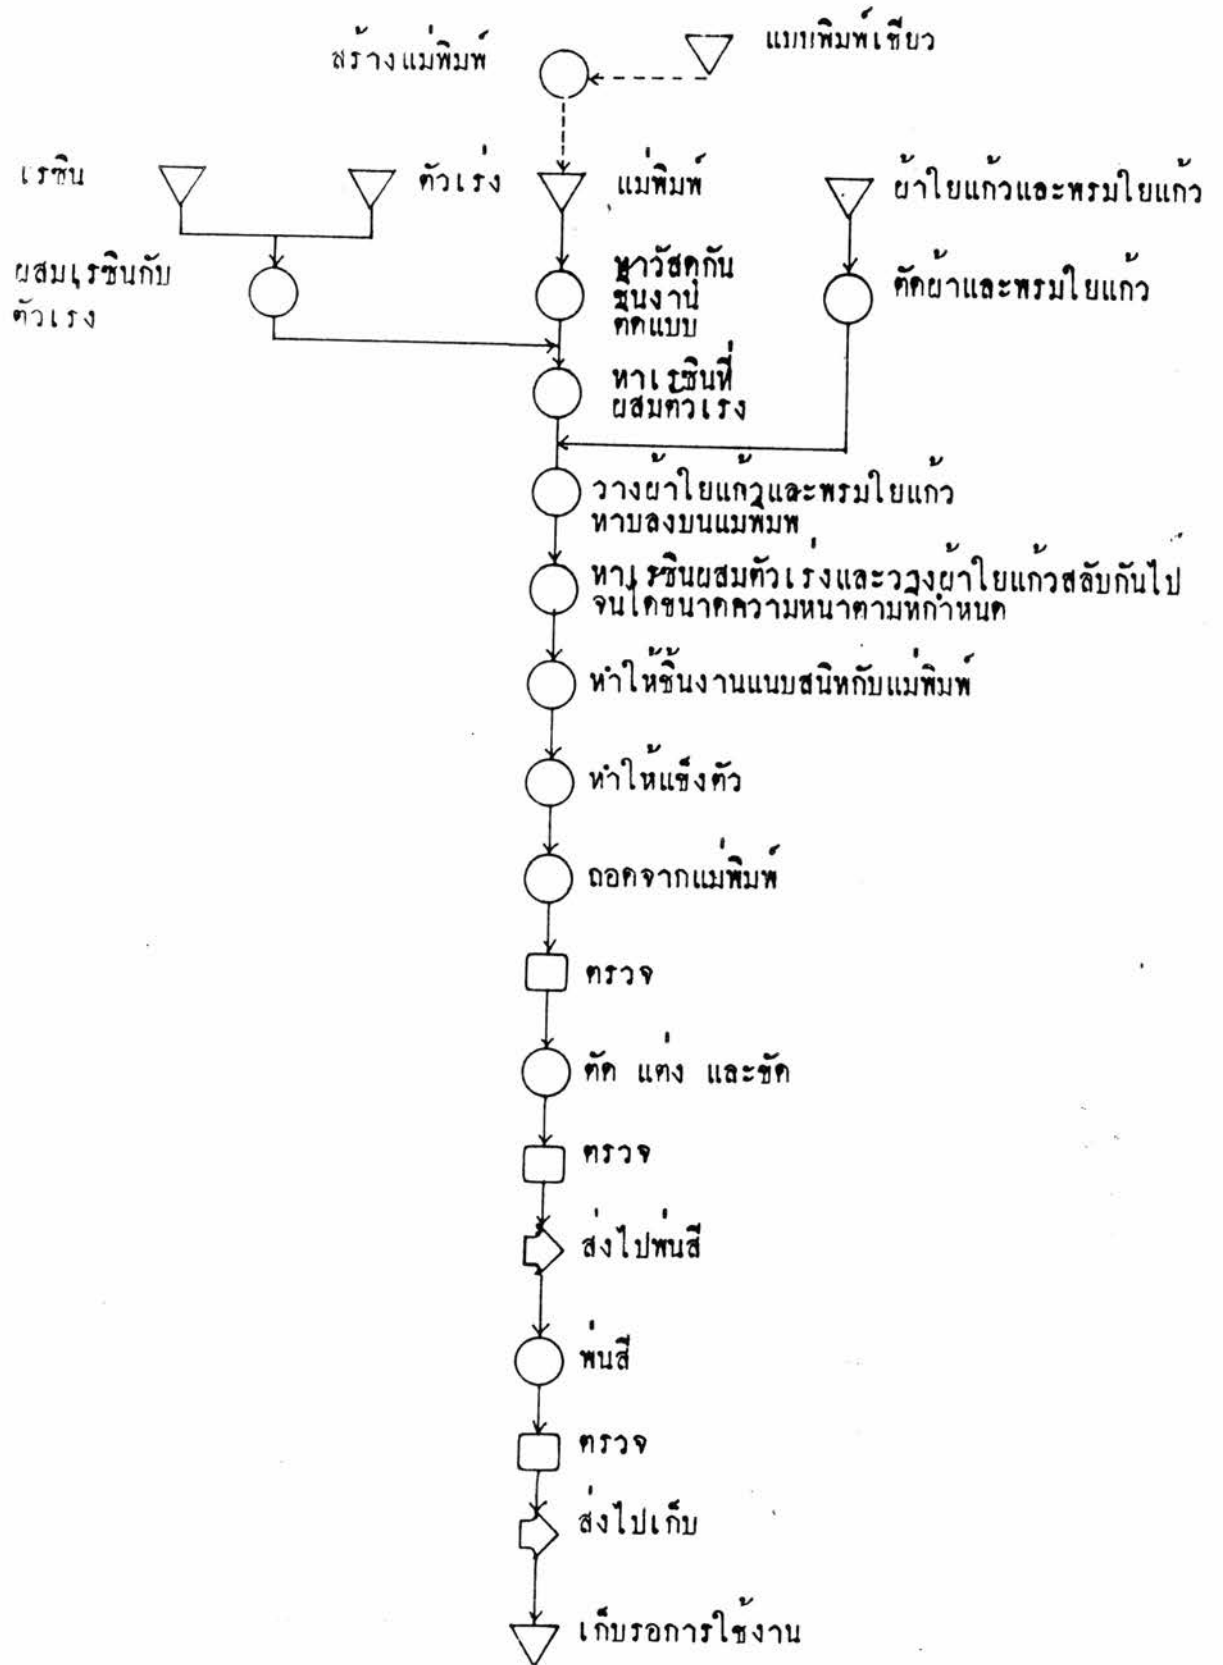 แบบพิมพ์เขียว
สร้างแม่พิมพ์
เรซิน
ตัวเร่ง
แม่พิมพ์
ผ้าใยแก้วและพรมใยแก้ว
ผสมเรซินกับ
ตัวเรง
ทาวัสดกัน
ชิ้นงาน
ติดแบบ
ตัดผ้าและพรมใยแก้ว
ทาเรซินที่
ผสมตัวเรง
วางผ้าใยแก้วและพรมใยแก้ว
ทาบลงบนแม่พิมพ
ทาเรซินผสมตัวเร่งและวางผ้าใยแก้วสลับกันไป
จนไดขนาดความหนาตามที่กำหนด
ทำให้ชิ้นงานแนบสนิทกับแม่พิมพ์
ทำให้แข็งตัว
ถอดจากแม่พิมพ์
ตรวจ
ตัด แต่ง และขัด
ตรวจ
ส่งไปพ่นสี
พ่นสี
ตรวจ
ส่งไปเก็บ
เก็บรอการใช้งาน